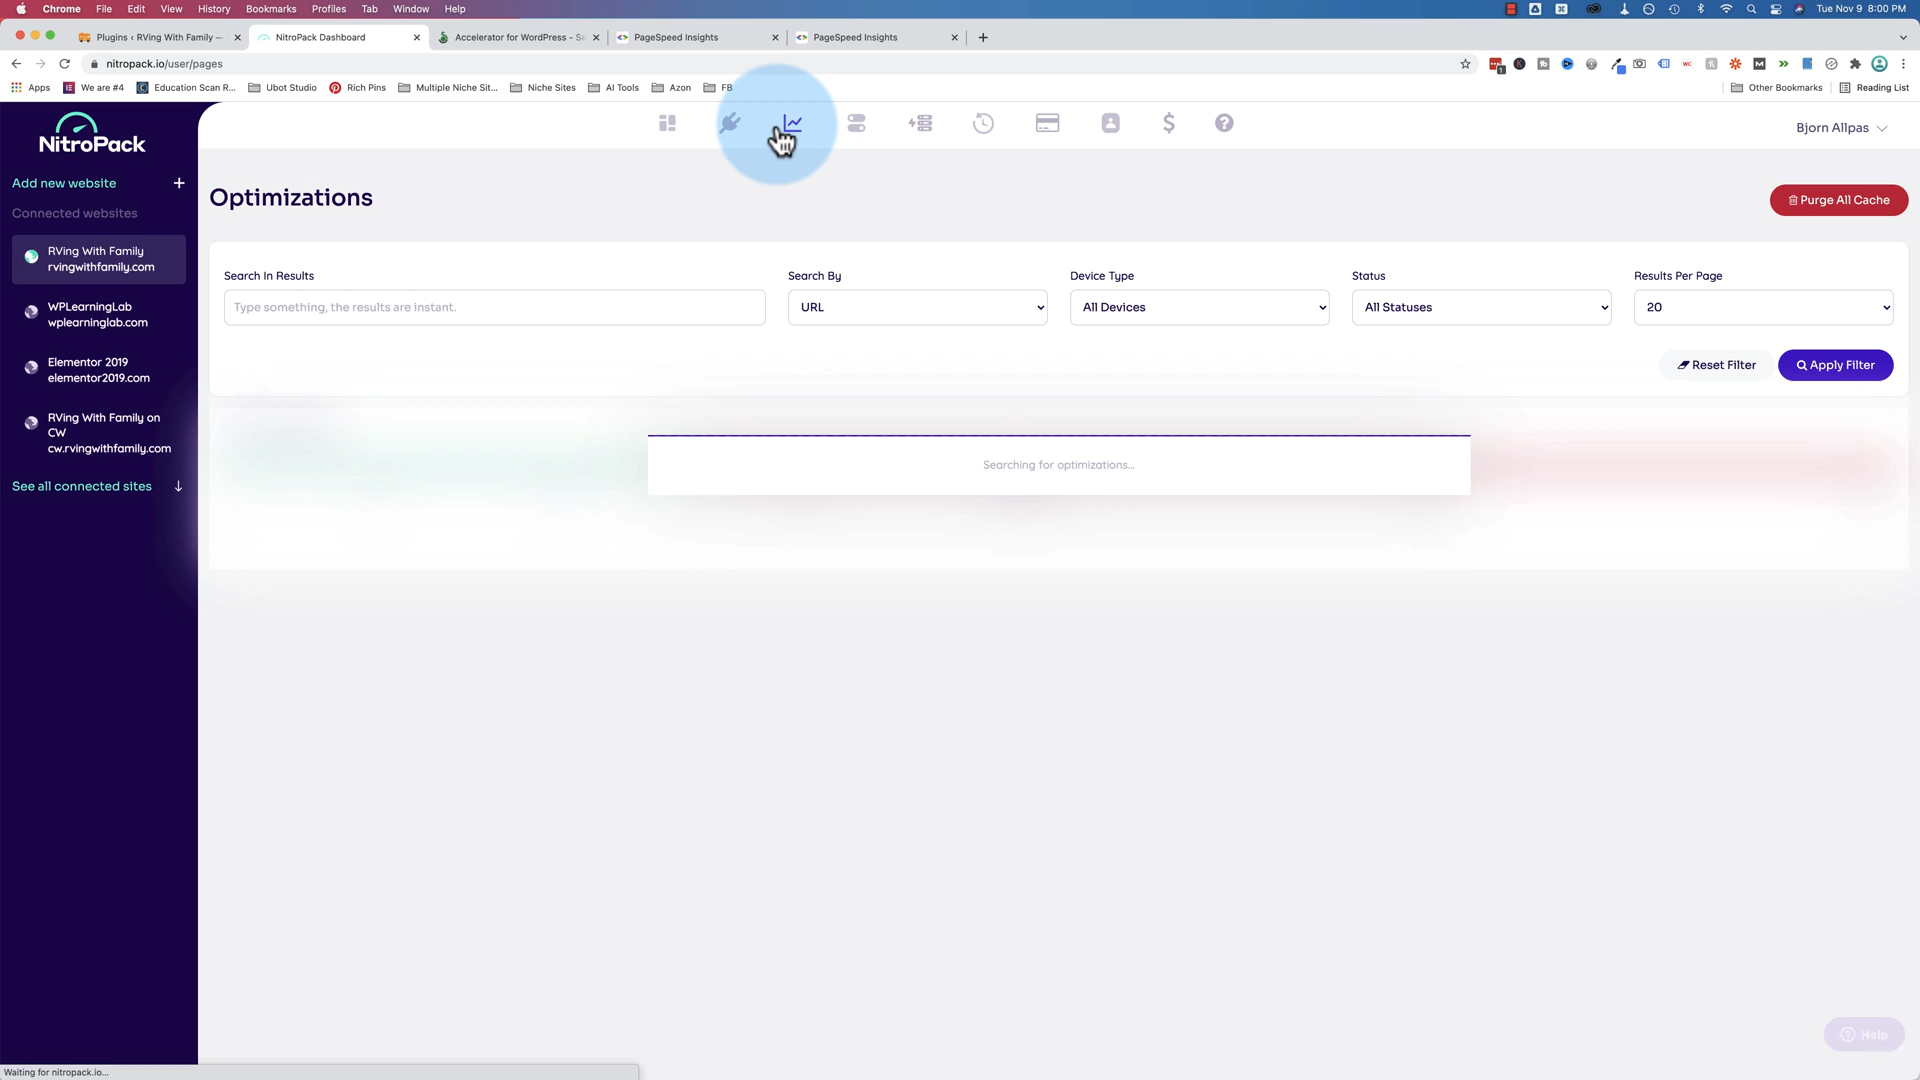 Chrome File Edit View History Bookmarks Profiles Tab Window Help Tue Nov 9 8:00 PM
Plugins ‹ RVing With Family — NitroPack Dashboard Accelerator for WordPress - Se PageSpeed Insights PageSpeed Insights
nitropack.io/user/pages
Apps We are #4 Education Scan R... Ubot Studio Rich Pins Multiple Niche Sit... Niche Sites AI Tools Azon FB Other Bookmarks Reading List
NitroPack
Bjorn Allpas
Add new website +
Connected websites
RVing With Family
rvingwithfamily.com
WPLearningLab
wplearninglab.com
Elementor 2019
elementor2019.com
RVing With Family on
CW
cw.rvingwithfamily.com
See all connected sites
Optimizations
Purge All Cache
Search In Results Search By Device Type Status Results Per Page
Type something, the results are instant. URL All Devices All Statuses 20
Reset Filter Apply Filter
Searching for optimizations...
Help
Waiting for nitropack.io...